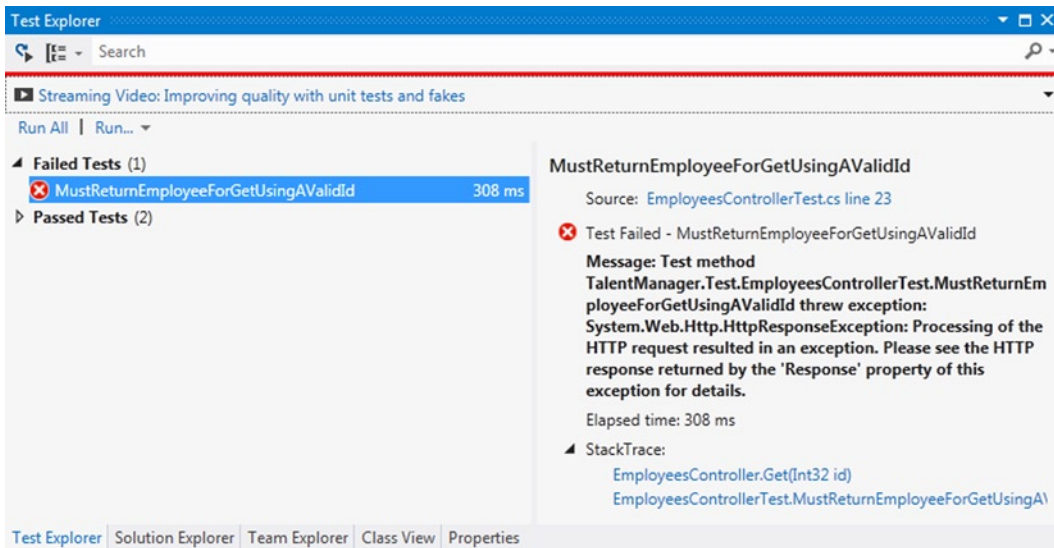 Test Explorer
Search
Streaming Video: Improving quality with unit tests and fakes
Run All | Run...
Failed Tests (1)
MustReturnEmployeeForGetUsingAValidId 308 ms
Passed Tests (2)
MustReturnEmployeeForGetUsingAValidId
Source: EmployeesControllerTest.cs line 23
Test Failed - MustReturnEmployeeForGetUsingAValidId
Message: Test method
TalentManager.Test.EmployeesControllerTest.MustReturnEm
ployeeForGetUsingAValidId threw exception:
System.Web.Http.HttpResponseException: Processing of the
HTTP request resulted in an exception. Please see the HTTP
response returned by the 'Response' property of this
exception for details.
Elapsed time: 308 ms
StackTrace:
EmployeesController.Get(Int32 id)
EmployeesControllerTest.MustReturnEmployeeForGetUsingA
Test Explorer Solution Explorer Team Explorer Class View Properties